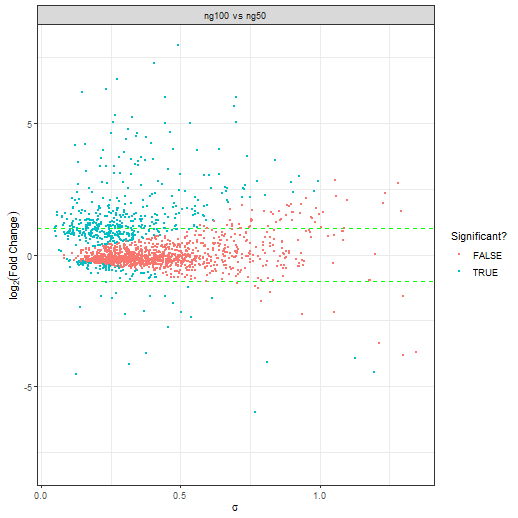 ng100 vs ng50
log₂(Fold Change)
5
0
-5
0.0
0.5
1.0
σ
Significant?
FALSE
TRUE